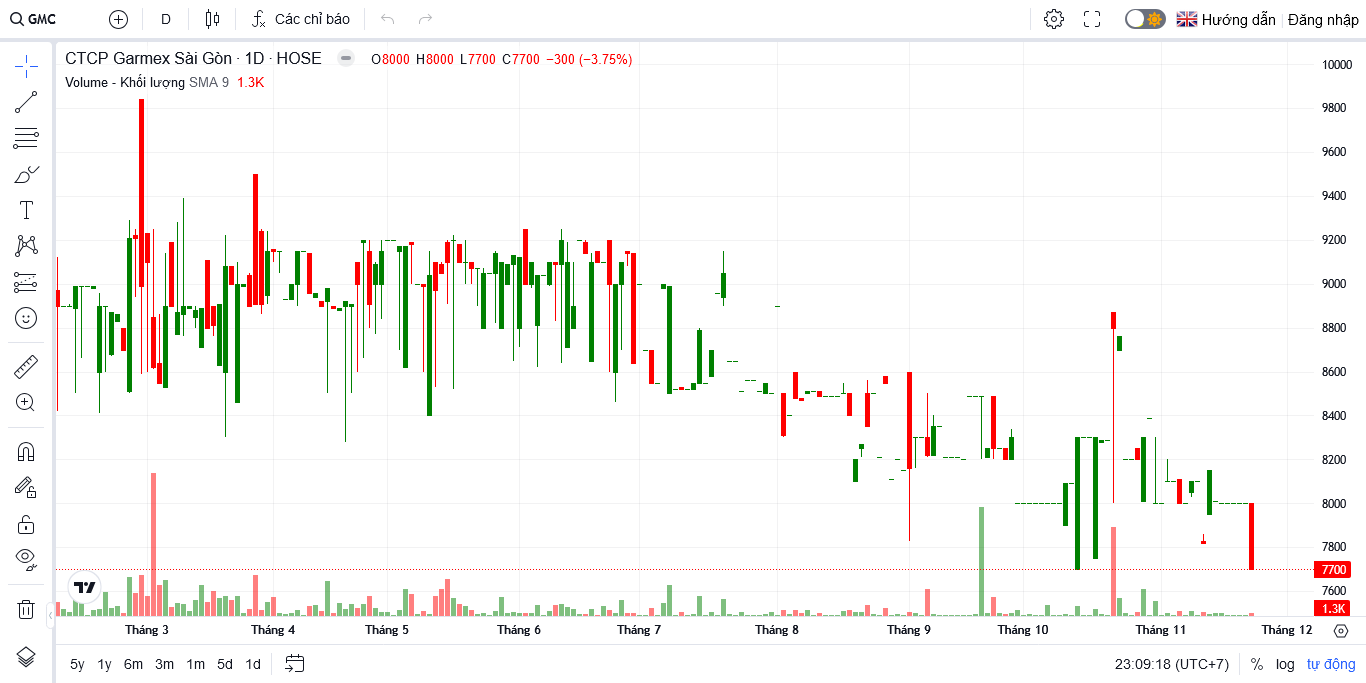 GMC D Các chỉ báo Hướng dẫn Đăng nhập
CTCP Garmex Sài Gòn · 1D · HOSE O8000 H8000 L7700 C7700 −300 (−3.75%)
Volume - Khối lượng SMA 9 1.3K
10000
9800
9600
9400
9200
9000
8800
8600
8400
8200
8000
7800
7700
7600
1.3K
Tháng 3 Tháng 4 Tháng 5 Tháng 6 Tháng 7 Tháng 8 Tháng 9 Tháng 10 Tháng 11 Tháng 12
5y 1y 6m 3m 1m 5d 1d 23:09:18 (UTC+7) % log tự động